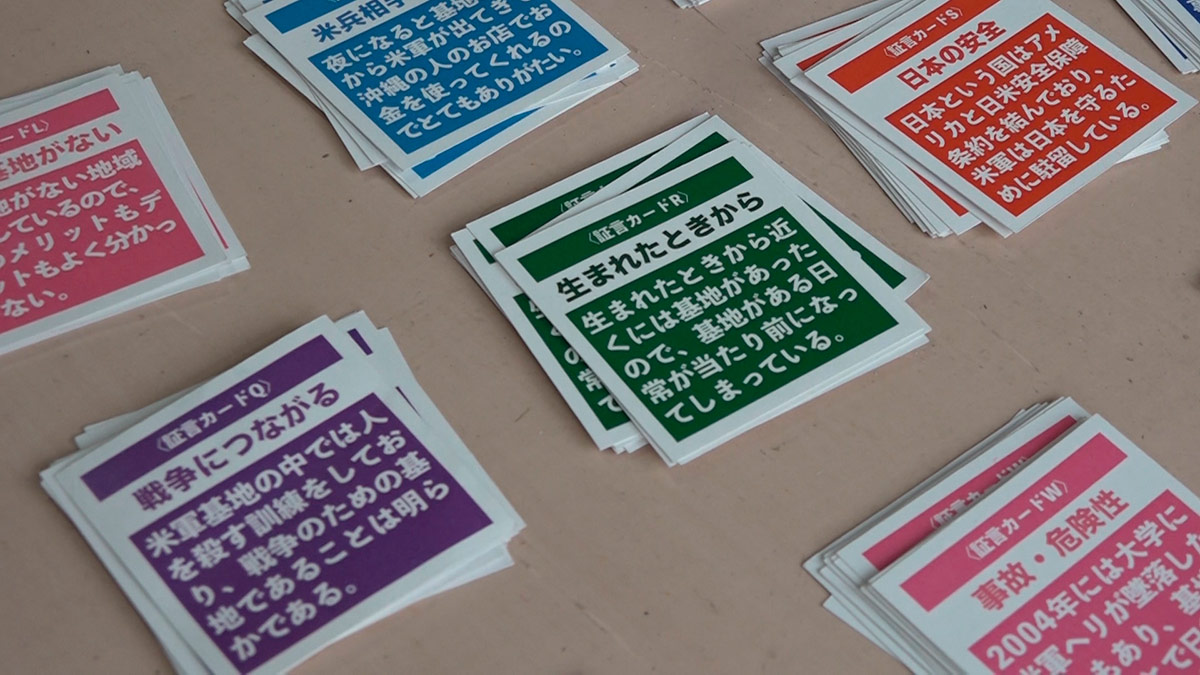 米兵相手
夜になると基地
から米軍が出てきて
沖縄の人のお店でお
金を使ってくれるの
でとてもありがたい。
〈証言カードS〉
日本の安全
日本という国はアメ
リカと日米安全保障
条約を結んでおり、
米軍は日本を守るた
めに駐留している。
カードL〉
基地がない
地がない地域
しているので、
のメリットもデ
ットもよく分かっ
ない。
〈証言カードR〉
生まれたときから
生まれたときから近
くには基地があった
ので、基地がある日
常が当たり前になっ
てしまっている。
〈証言カードQ〉
戦争につながる
米軍基地の中では人
を殺す訓練をしてお
り、戦争のための基
地であることは明ら
かである。
〈証言カードW〉
事故・危険性
2004年には大学に
米軍ヘリが墜落した
もあり、基
て日